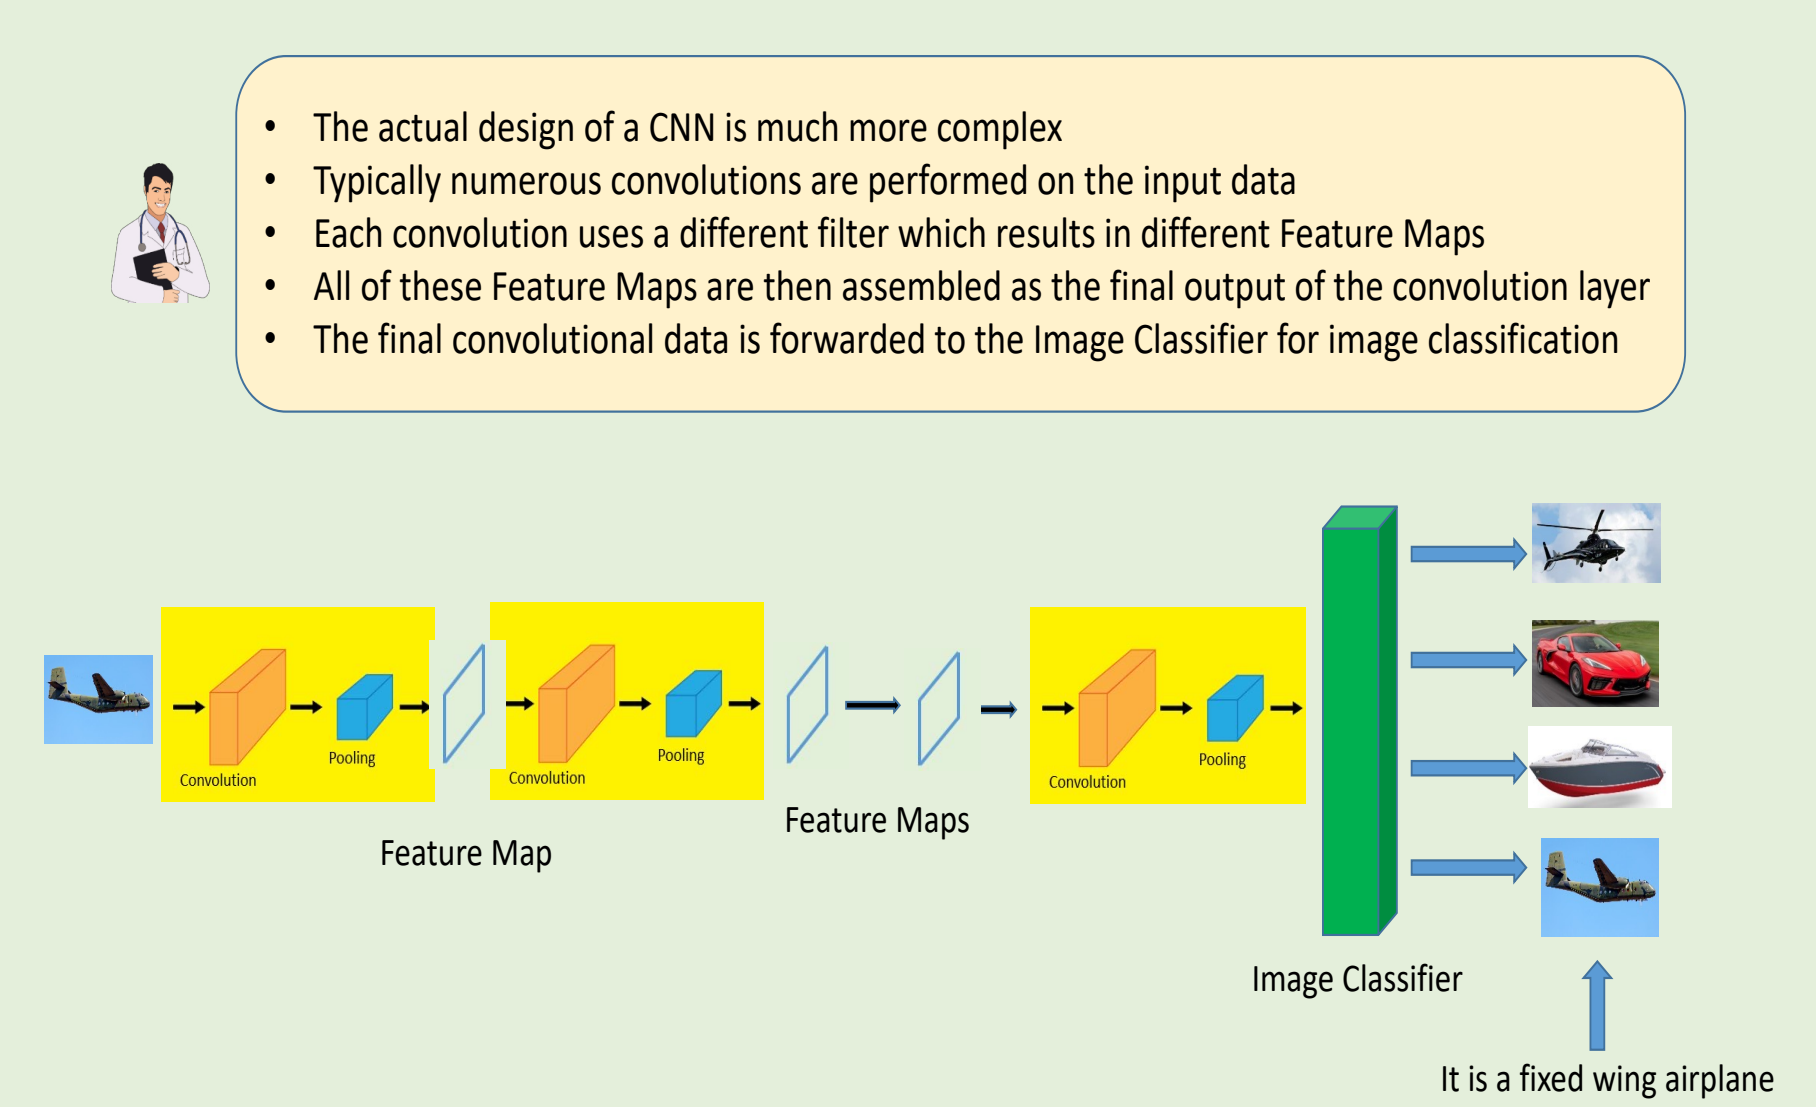 • The actual design of a CNN is much more complex
• Typically numerous convolutions are performed on the input data
• Each convolution uses a different filter which results in different Feature Maps
• All of these Feature Maps are then assembled as the final output of the convolution layer
• The final convolutional data is forwarded to the Image Classifier for image classification
Convolution
Pooling
Convolution
Pooling
Convolution
Pooling
Feature Map
Feature Maps
Image Classifier
It is a fixed wing airplane